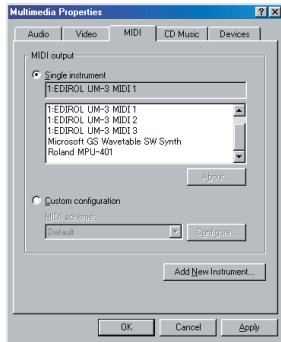 Multimedia Properties
Audio Video MIDI CD Music Devices
MIDI output
Single instrument
1:EDIROL UM-3 MIDI 1
1:EDIROL UM-3 MIDI 1
1:EDIROL UM-3 MIDI 2
1:EDIROL UM-3 MIDI 3
Microsoft GS Wavetable SW Synth
Roland MPU-401
About...
Custom configuration
MIDI scheme:
Default Configure...
Add New Instrument...
OK Cancel Apply